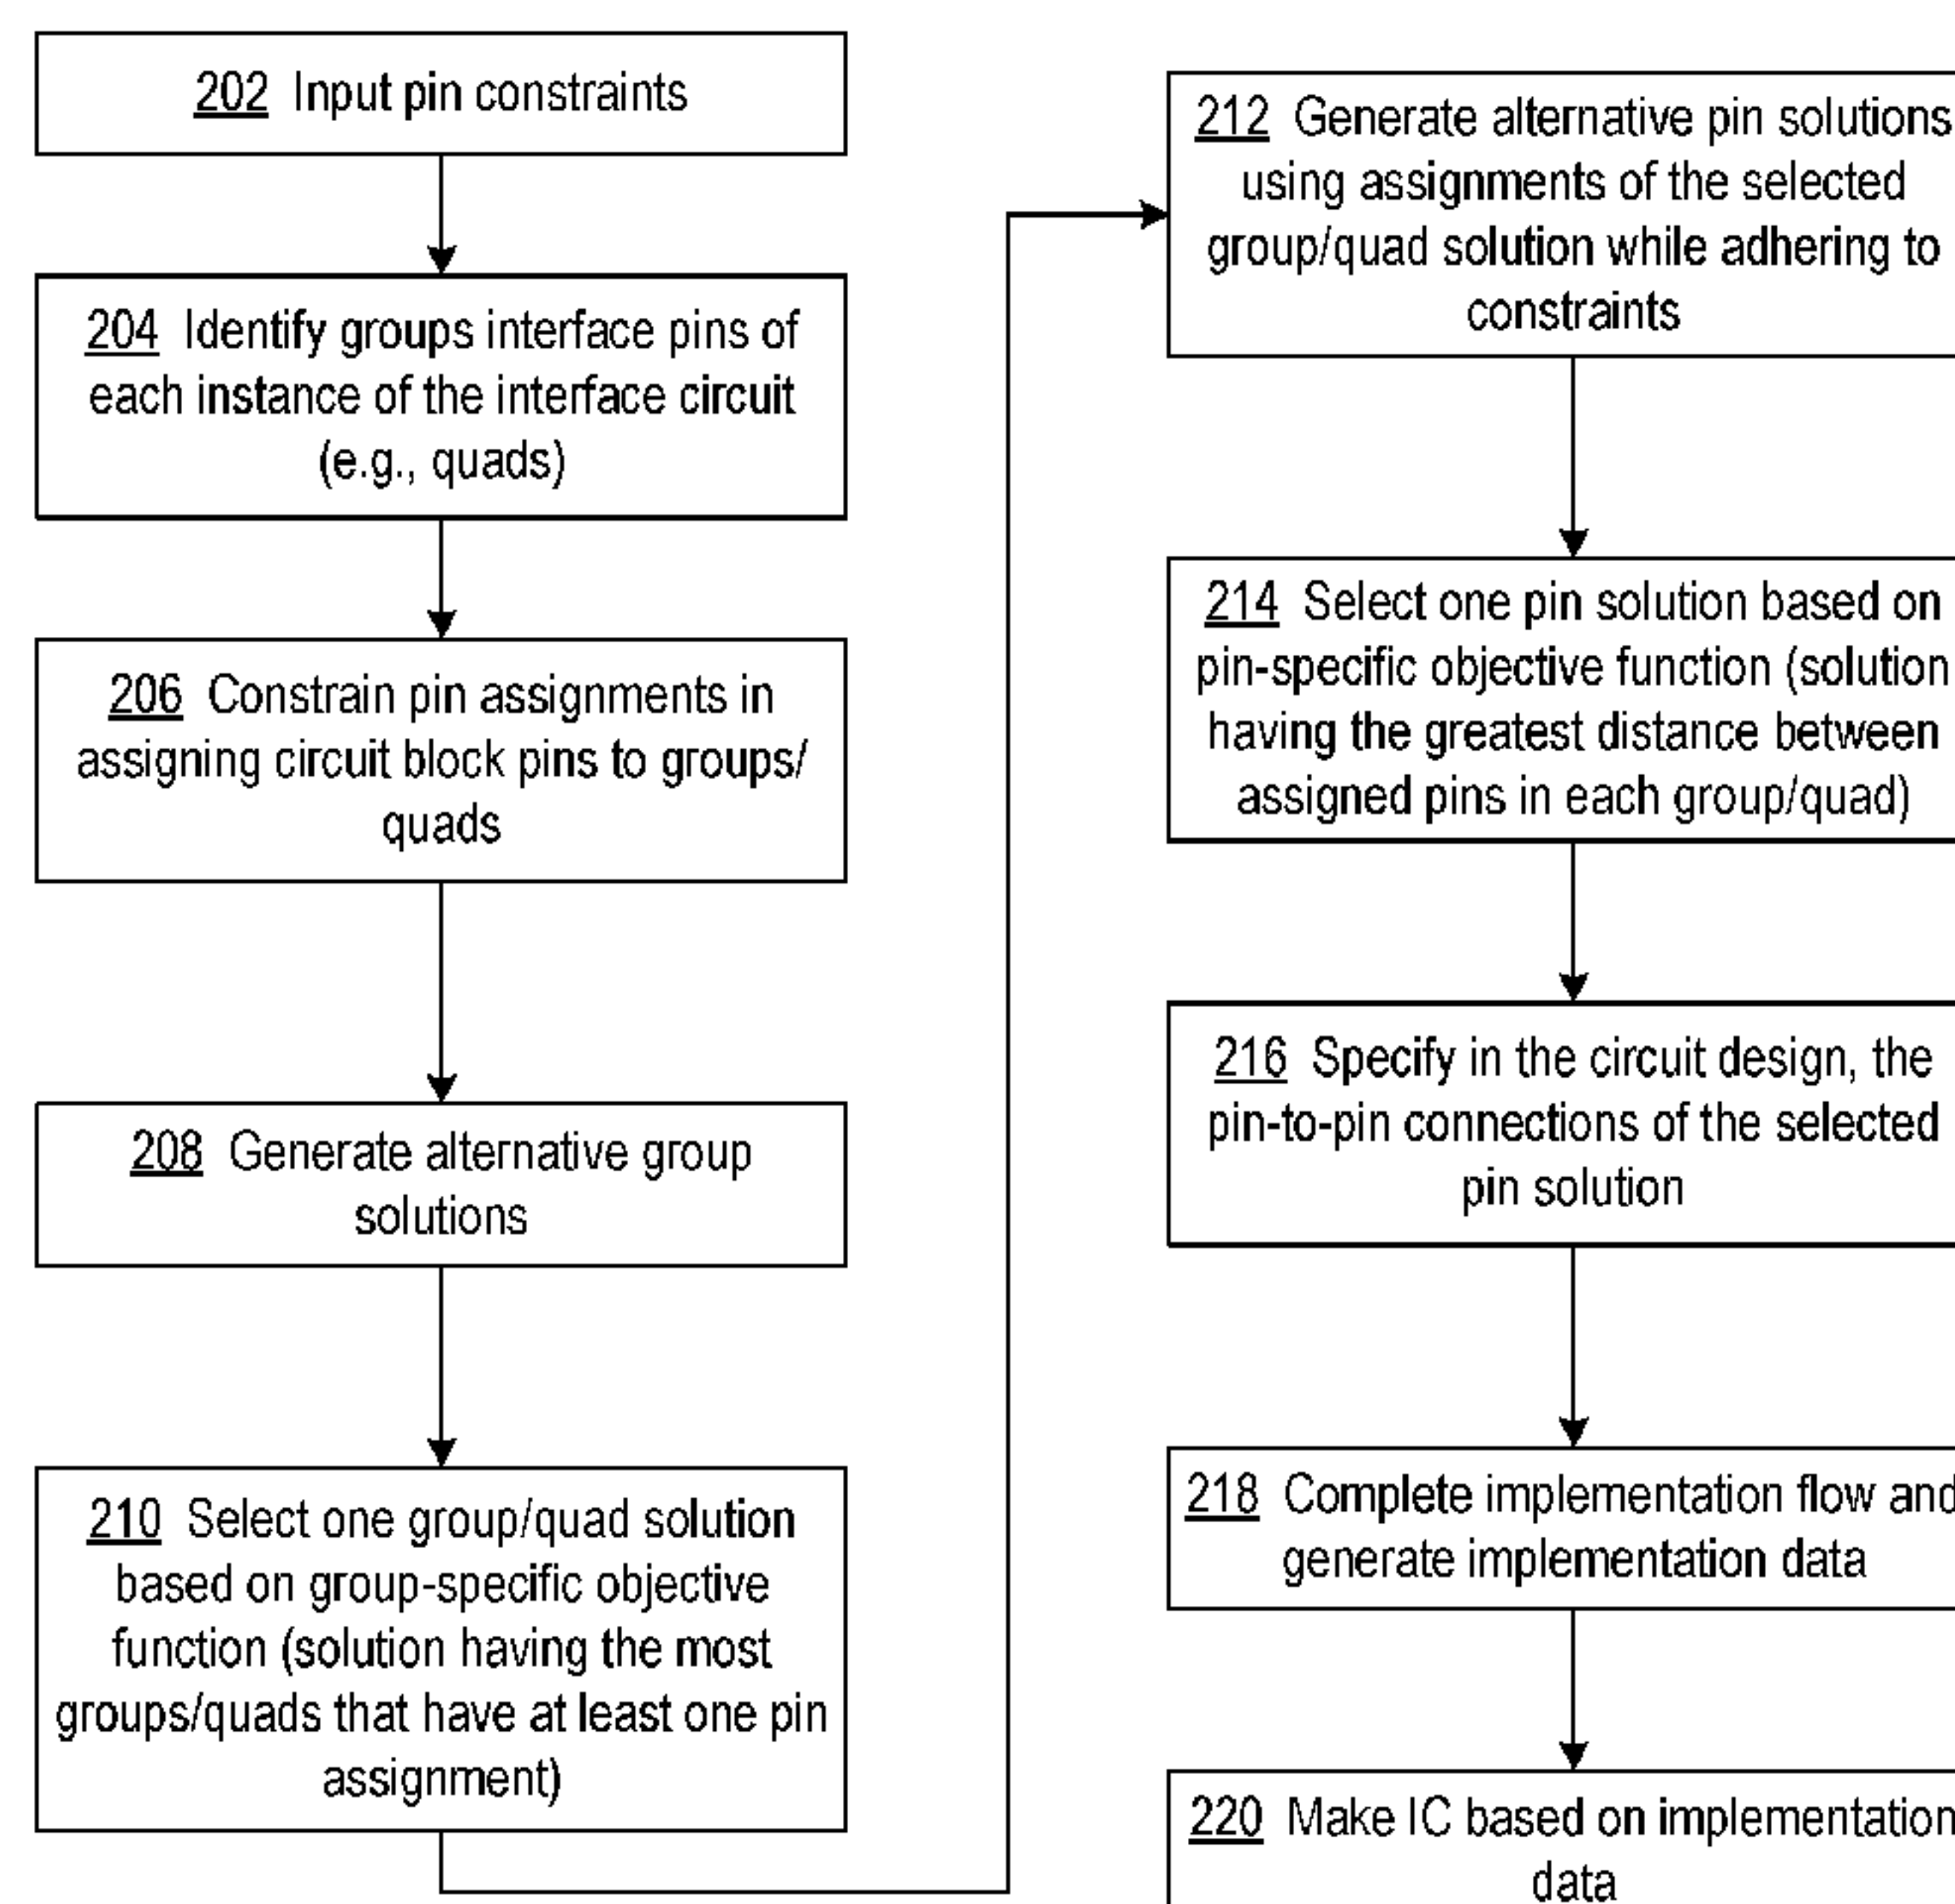 202 Input pin constraints
204 Identify groups interface pins of
each instance of the interface circuit
(e.g., quads)
206 Constrain pin assignments in
assigning circuit block pins to groups/
quads
208 Generate alternative group
solutions
210 Select one group/quad solution
based on group-specific objective
function (solution having the most
groups/quads that have at least one pin
assignment)
212 Generate alternative pin solutions
using assignments of the selected
group/quad solution while adhering to
constraints
214 Select one pin solution based on
pin-specific objective function (solution
having the greatest distance between
assigned pins in each group/quad)
216 Specify in the circuit design, the
pin-to-pin connections of the selected
pin solution
218 Complete implementation flow and
generate implementation data
220 Make IC based on implementation
data